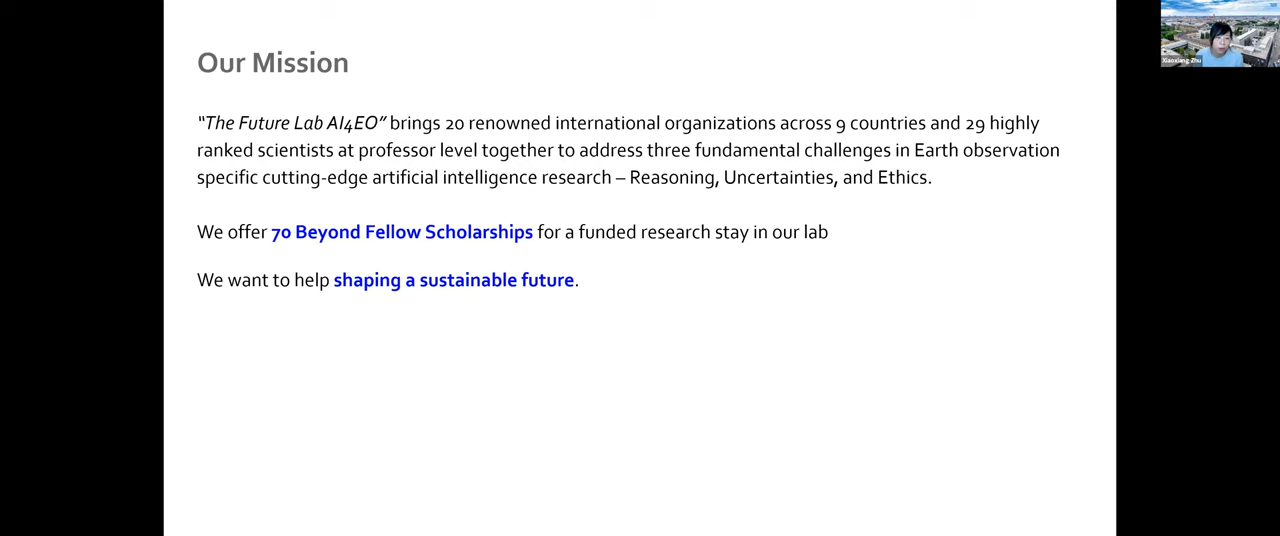 Our Mission
“The Future Lab AI4EO” brings 20 renowned international organizations across 9 countries and 29 highly
ranked scientists at professor level together to address three fundamental challenges in Earth observation
specific cutting-edge artificial intelligence research – Reasoning, Uncertainties, and Ethics.
We offer 70 Beyond Fellow Scholarships for a funded research stay in our lab
We want to help shaping a sustainable future.
Xiaoxiang Zhu